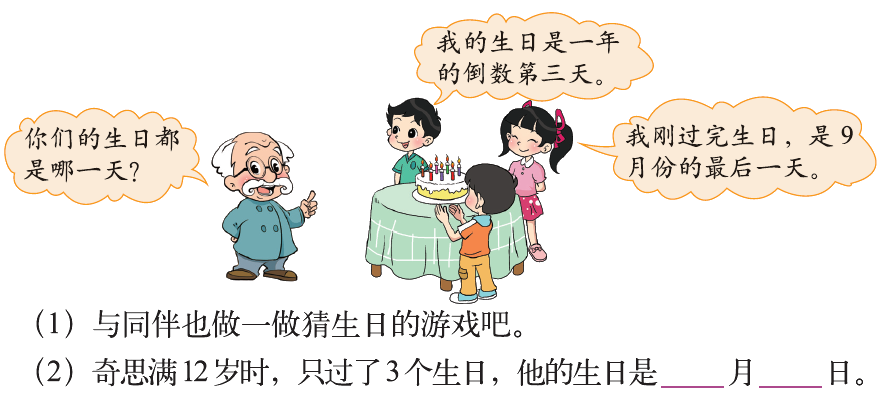 我的生日是一年
的倒数第三天。
你们的生日都
是哪一天？
我刚过完生日，是9
月份的最后一天。
（1）与同伴也做一做猜生日的游戏吧。
（2）奇思满12岁时，只过了3个生日，他的生日是____月____日。